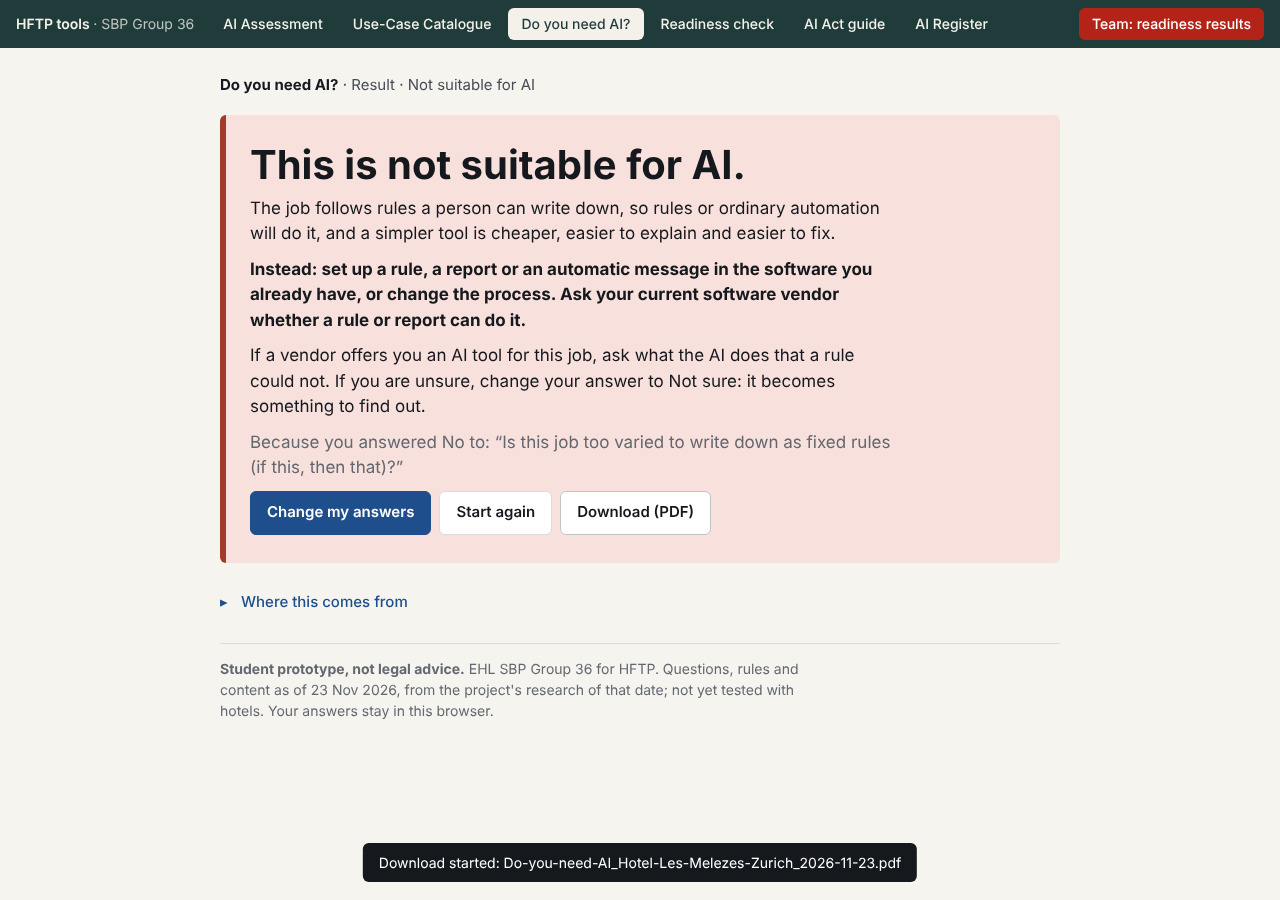 HFTP tools · SBP Group 36 AI Assessment Use-Case Catalogue Do you need AI? Readiness check AI Act guide AI Register Team: readiness results
Do you need AI? · Result · Not suitable for AI
This is not suitable for AI.
The job follows rules a person can write down, so rules or ordinary automation
will do it, and a simpler tool is cheaper, easier to explain and easier to fix.
Instead: set up a rule, a report or an automatic message in the software you
already have, or change the process. Ask your current software vendor
whether a rule or report can do it.
If a vendor offers you an AI tool for this job, ask what the AI does that a rule
could not. If you are unsure, change your answer to Not sure: it becomes
something to find out.
Because you answered No to: “Is this job too varied to write down as fixed rules
(if this, then that)?”
Change my answers Start again Download (PDF)
▸ Where this comes from
Student prototype, not legal advice. EHL SBP Group 36 for HFTP. Questions, rules and
content as of 23 Nov 2026, from the project's research of that date; not yet tested with
hotels. Your answers stay in this browser.
Download started: Do-you-need-AI_Hotel-Les-Melezes-Zurich_2026-11-23.pdf